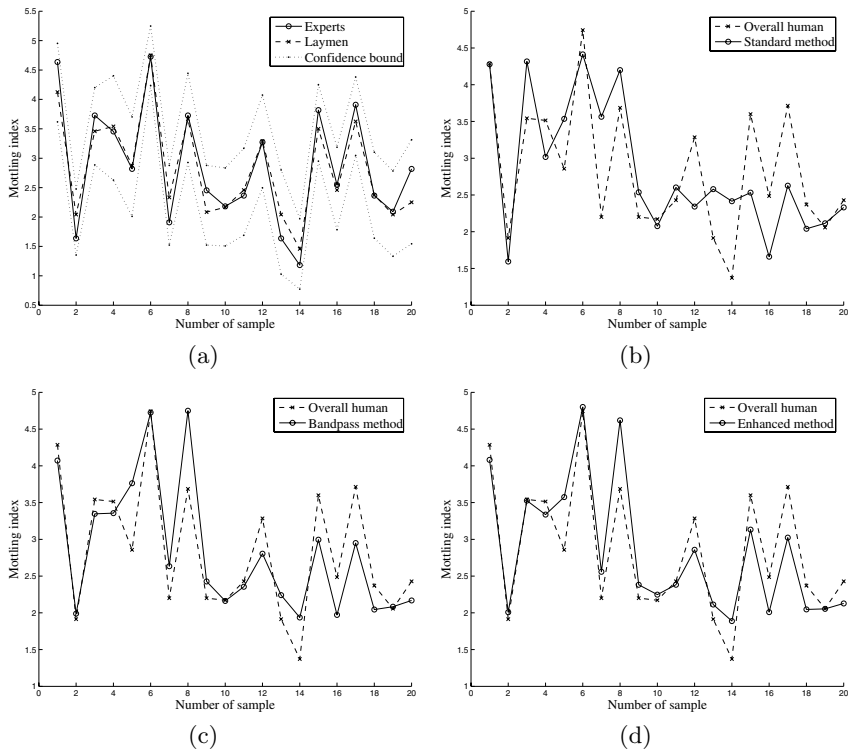 5.5
5
4.5
4
3.5
3
2.5
2
1.5
1
0.5
Mottling index
0 2 4 6 8 10 12 14 16 18 20
Number of sample
Experts
Laymen
Confidence bound
(a)
5
4.5
4
3.5
3
2.5
2
1.5
1
Mottling index
0 2 4 6 8 10 12 14 16 18 20
Number of sample
Overall human
Standard method
(b)
5
4.5
4
3.5
3
2.5
2
1.5
1
Mottling index
0 2 4 6 8 10 12 14 16 18 20
Number of sample
Overall human
Bandpass method
(c)
5
4.5
4
3.5
3
2.5
2
1.5
1
Mottling index
0 2 4 6 8 10 12 14 16 18 20
Number of sample
Overall human
Enhanced method
(d)